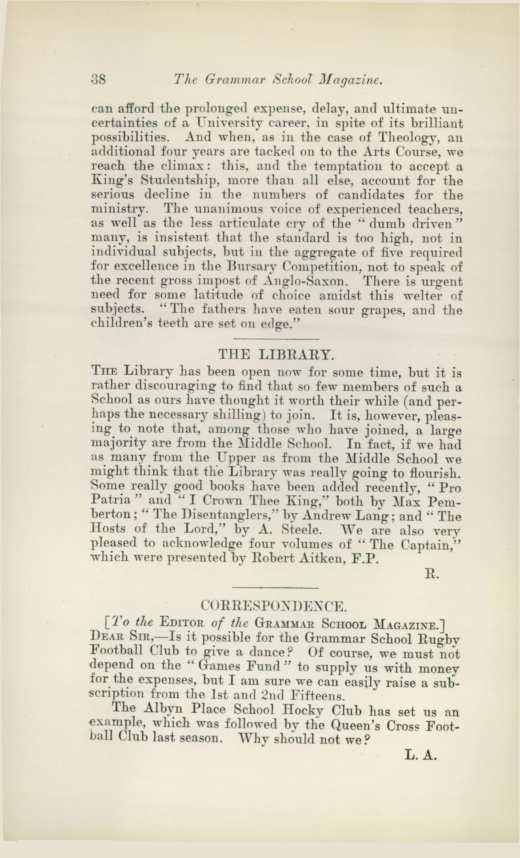 38 The Grammar School Magazine.
can afford the prolonged expense, delay, and ultimate un-
certainties of a University career, in spite of its brilliant
possibilities. And when, as in the case of Theology, an
additional four years are tacked on to the Arts Course, we
reach the climax: this, and the temptation to accept a
King's Studentship, more than all else, account for the
serious decline in the numbers of candidates for the
ministry. The unanimous voice of experienced teachers,
as well as the less articulate cry of the "dumb driven"
many, is insistent that the standard is too high, not in
individual subjects, but in the aggregate of five required
for excellence in the Bursary Competition, not to speak of
the recent gross impost of Anglo-Saxon. There is urgent
need for some latitude of choice amidst this welter of
subjects. "The fathers have eaten sour grapes, and the
children's teeth are set on edge."
THE LIBRARY.
THE Library has been open now for some time, but it is
rather discouraging to find that so few members of such a
School as ours have thought it worth their while (and per-
haps the necessary shilling) to join. It is, however, pleas-
ing to note that, among those who have joined, a large
majority are from the Middle School. In fact, if we had
as many from the Upper as from the Middle School we
might think that the Library was really going to flourish.
Some really good books have been added recently, "Pro
Patria" and "I Crown Thee King," both by Max Pem-
berton; "The Disentanglers," by Andrew Lang; and "The
Hosts of the Lord," by A. Steele. We are also very
pleased to acknowledge four volumes of "The Captain,"
which were presented by Robert Aitken, F.P.
R.
CORRESPONDENCE.
[To the EDITOR of the GRAMMAR SCHOOL MAGAZINE.]
DEAR SIR,—Is it possible for the Grammar School Rugby
Football Club to give a dance? Of course, we must not
depend on the "Games Fund" to supply us with money
for the expenses, but I am sure we can easily raise a sub-
scription from the 1st and 2nd Fifteens.
The Albyn Place School Hocky Club has set us an
example, which was followed by the Queen's Cross Foot-
ball Club last season. Why should not we?
L. A.